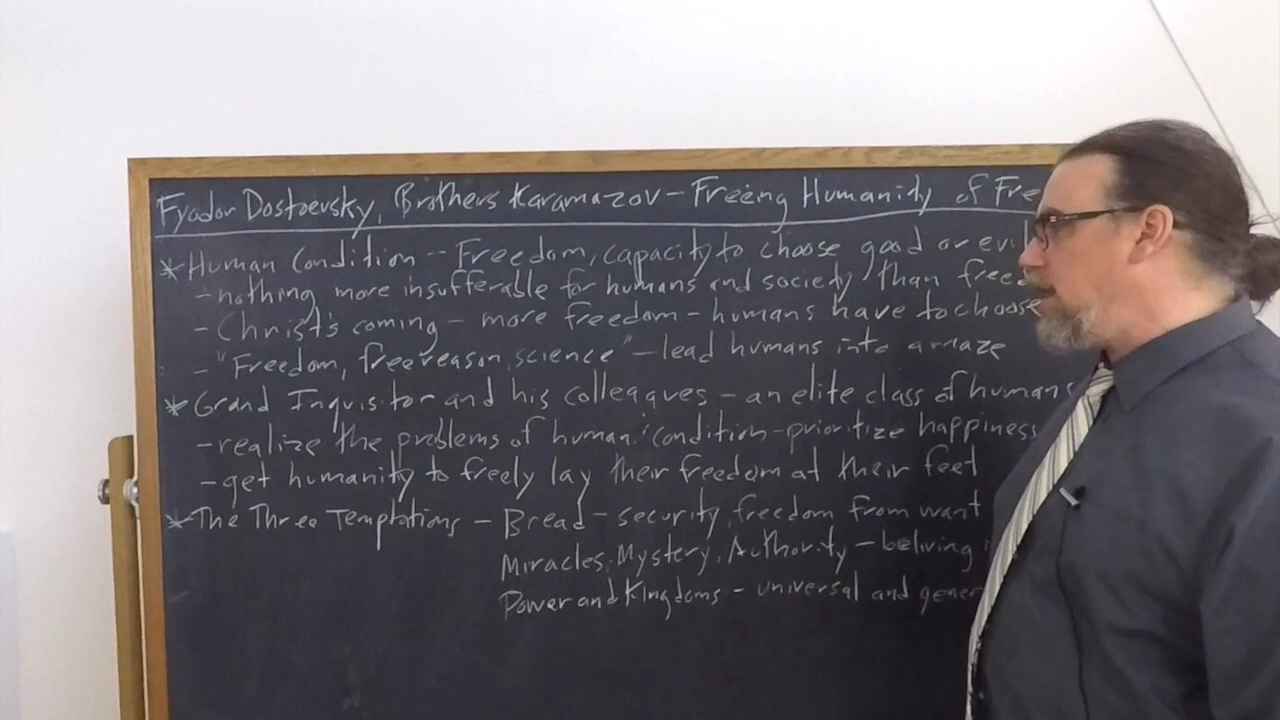 Fyodor Dostoevsky, Brothers Karamazov - Freeing Humanity of Free
* Human Condition - Freedom, capacity to choose good or evil
- nothing more insufferable for humans and society than free
- Christ's coming - more freedom - humans have to choose
- "Freedom, free reason, science" - lead humans into a maze
* Grand Inquisitor and his colleagues - an elite class of humans
- realize the problems of human condition - prioritize happiness
- get humanity to freely lay their freedom at their feet
* The Three Temptations - Bread - security, freedom from want
Miracles, Mystery, Authority - beliving
Power and Kingdoms - universal and gener